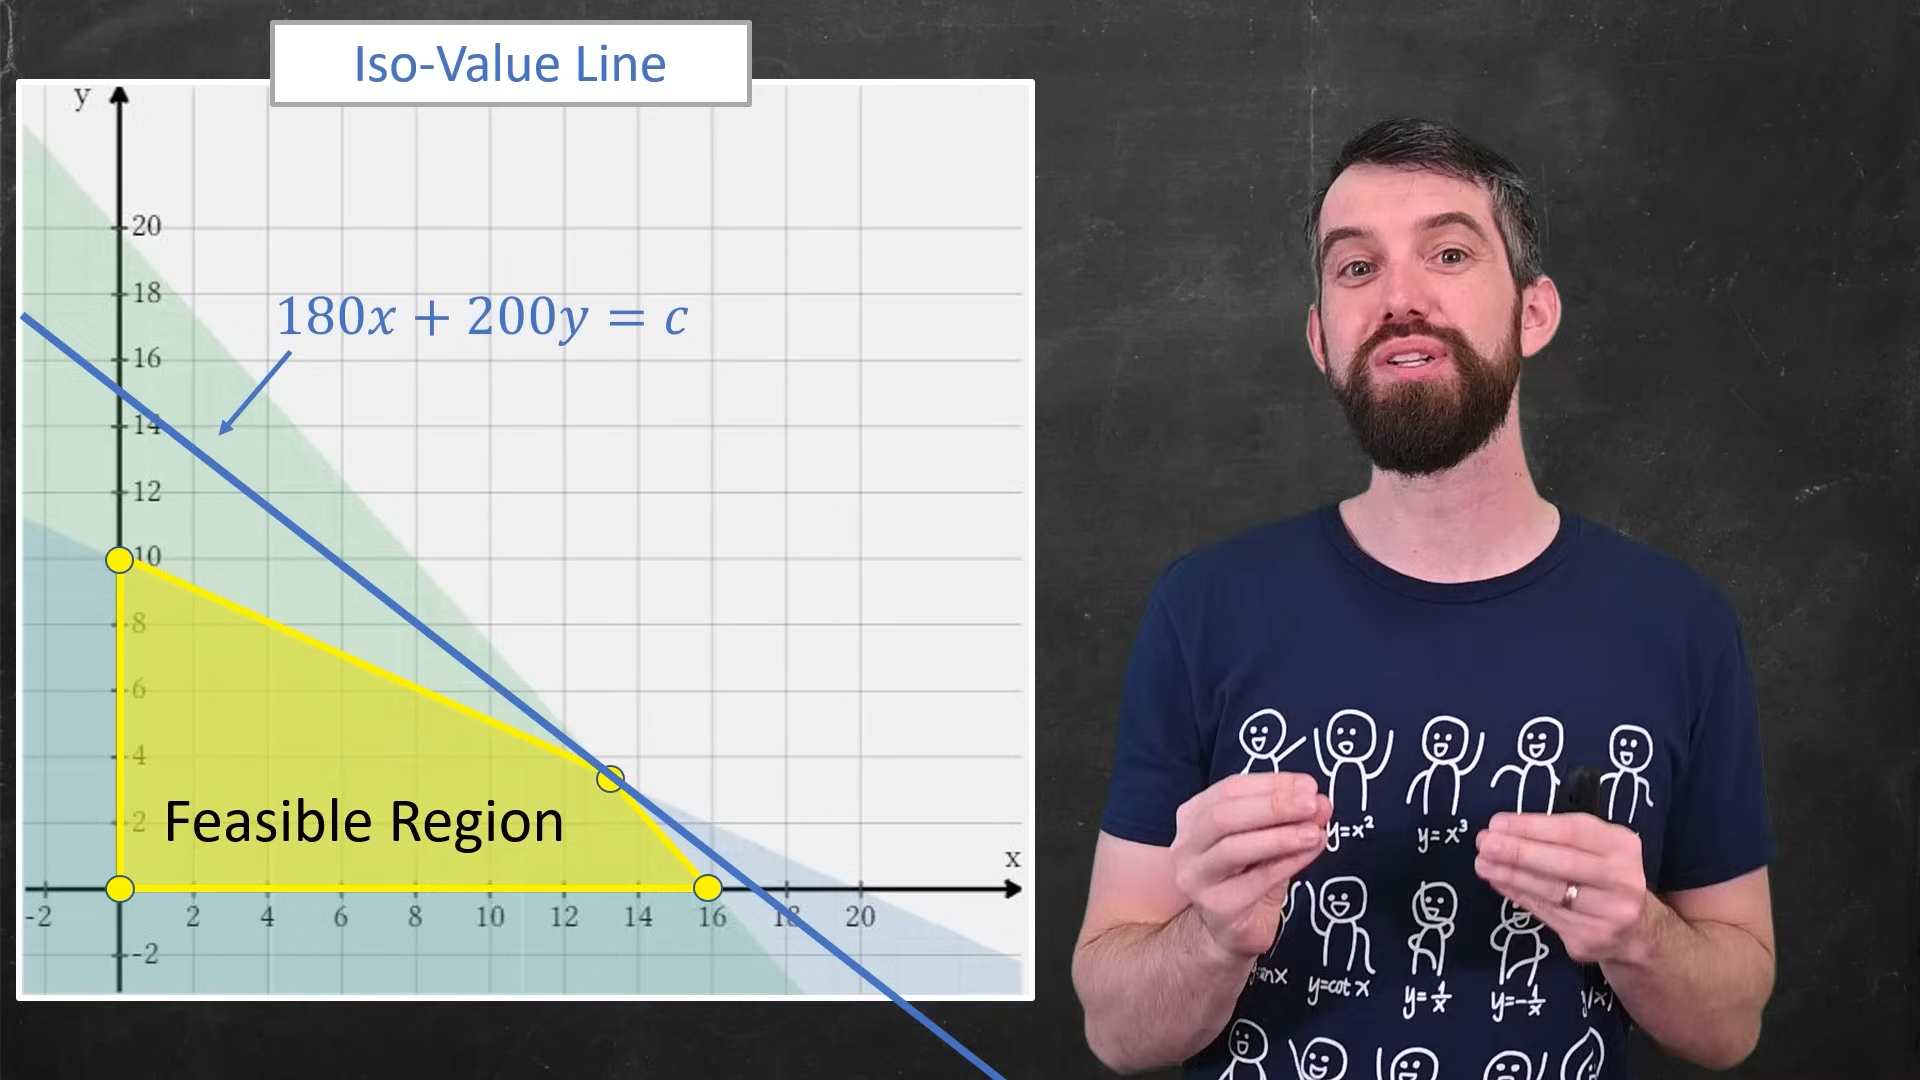 Iso-Value Line
y
20
18
180x + 200y = c
16
14
12
10
8
6
4
2
Feasible Region
x
-2 2 4 6 8 10 12 14 16 18 20
-2
y=x² y=x³
y=cot x y=1/x y=-1/x